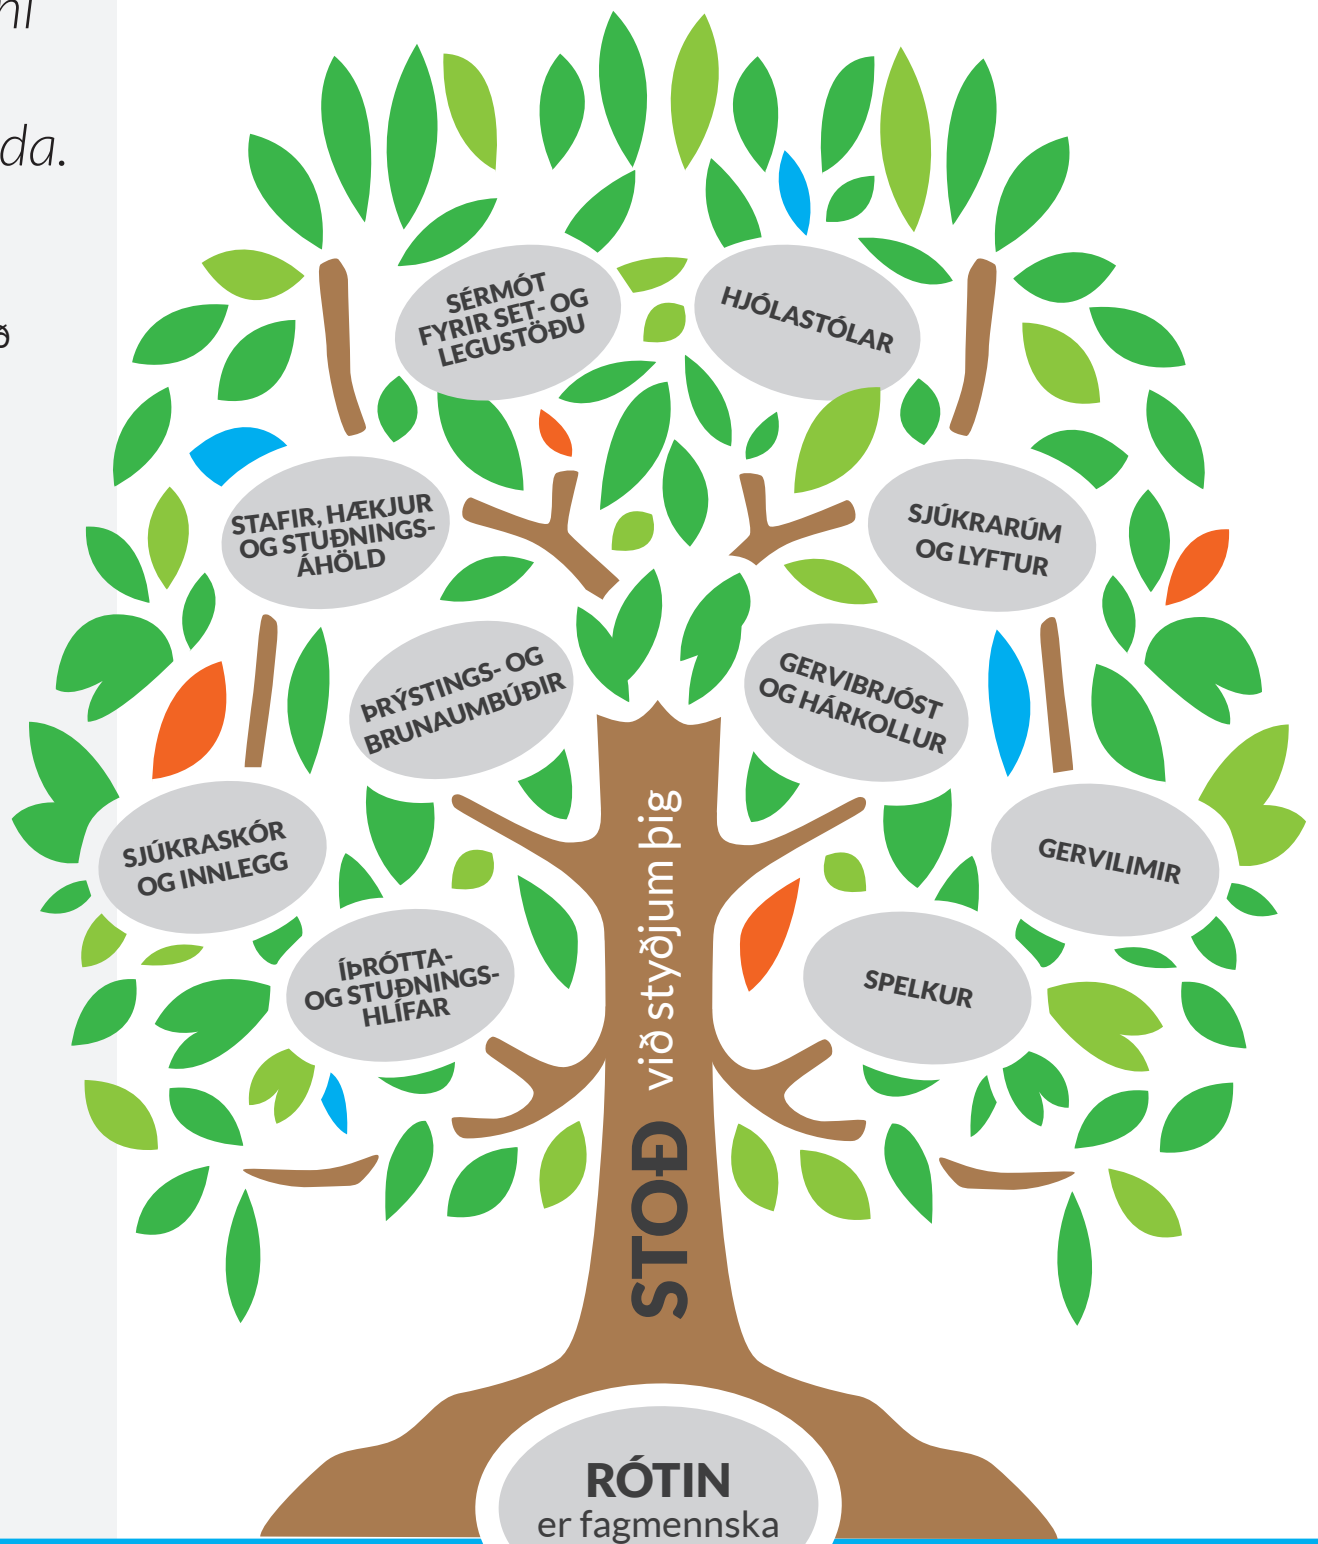 da.
ð
SÉRMÓT
FYRIR SET- OG
LEGUSTÖÐU
HJÓLASTÓLAR
STAFIR, HÆKJUR
OG STUÐNINGS-
ÁHÖLD
SJÚKRARÚM
OG LYFTUR
ÞRÝSTINGS- OG
BRUNAUMBÚÐIR
GERVIBRJÓST
OG HÁRKOLLUR
SJÚKRASKÓR
OG INNLEGG
GERVILIMIR
ÍÞRÓTTA-
OG STUÐNINGS-
HLÍFAR
SPELKUR
STOÐ við styðjum þig
RÓTIN
er fagmennska